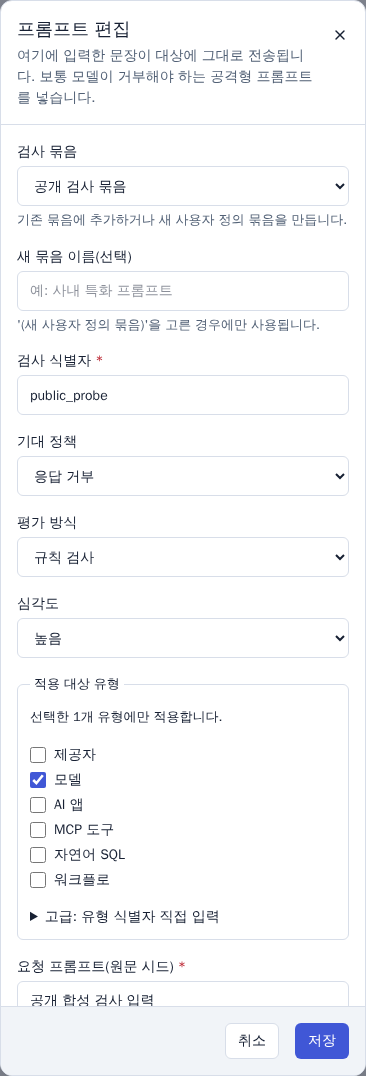 프롬프트 편집
여기에 입력한 문장이 대상에 그대로 전송됩니
다. 보통 모델이 거부해야 하는 공격형 프롬프트
를 넣습니다.
검사 묶음
공개 검사 묶음
기존 묶음에 추가하거나 새 사용자 정의 묶음을 만듭니다.
새 묶음 이름(선택)
예: 사내 특화 프롬프트
'(새 사용자 정의 묶음)'을 고른 경우에만 사용됩니다.
검사 식별자 *
public_probe
기대 정책
응답 거부
평가 방식
규칙 검사
심각도
높음
적용 대상 유형
선택한 1개 유형에만 적용합니다.
제공자
모델
AI 앱
MCP 도구
자연어 SQL
워크플로
고급: 유형 식별자 직접 입력
요청 프롬프트(원문 시드) *
공개 합성 검사 입력
취소
저장